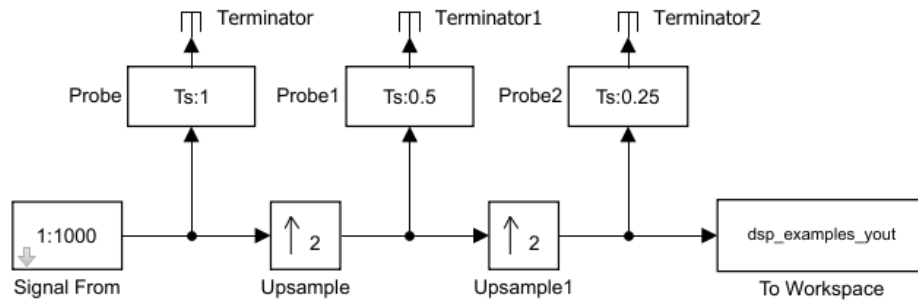 Terminator
Terminator1
Terminator2
Probe
Ts:1
Probe1
Ts:0.5
Probe2
Ts:0.25
1:1000
2
2
dsp_examples_yout
Signal From
Upsample
Upsample1
To Workspace